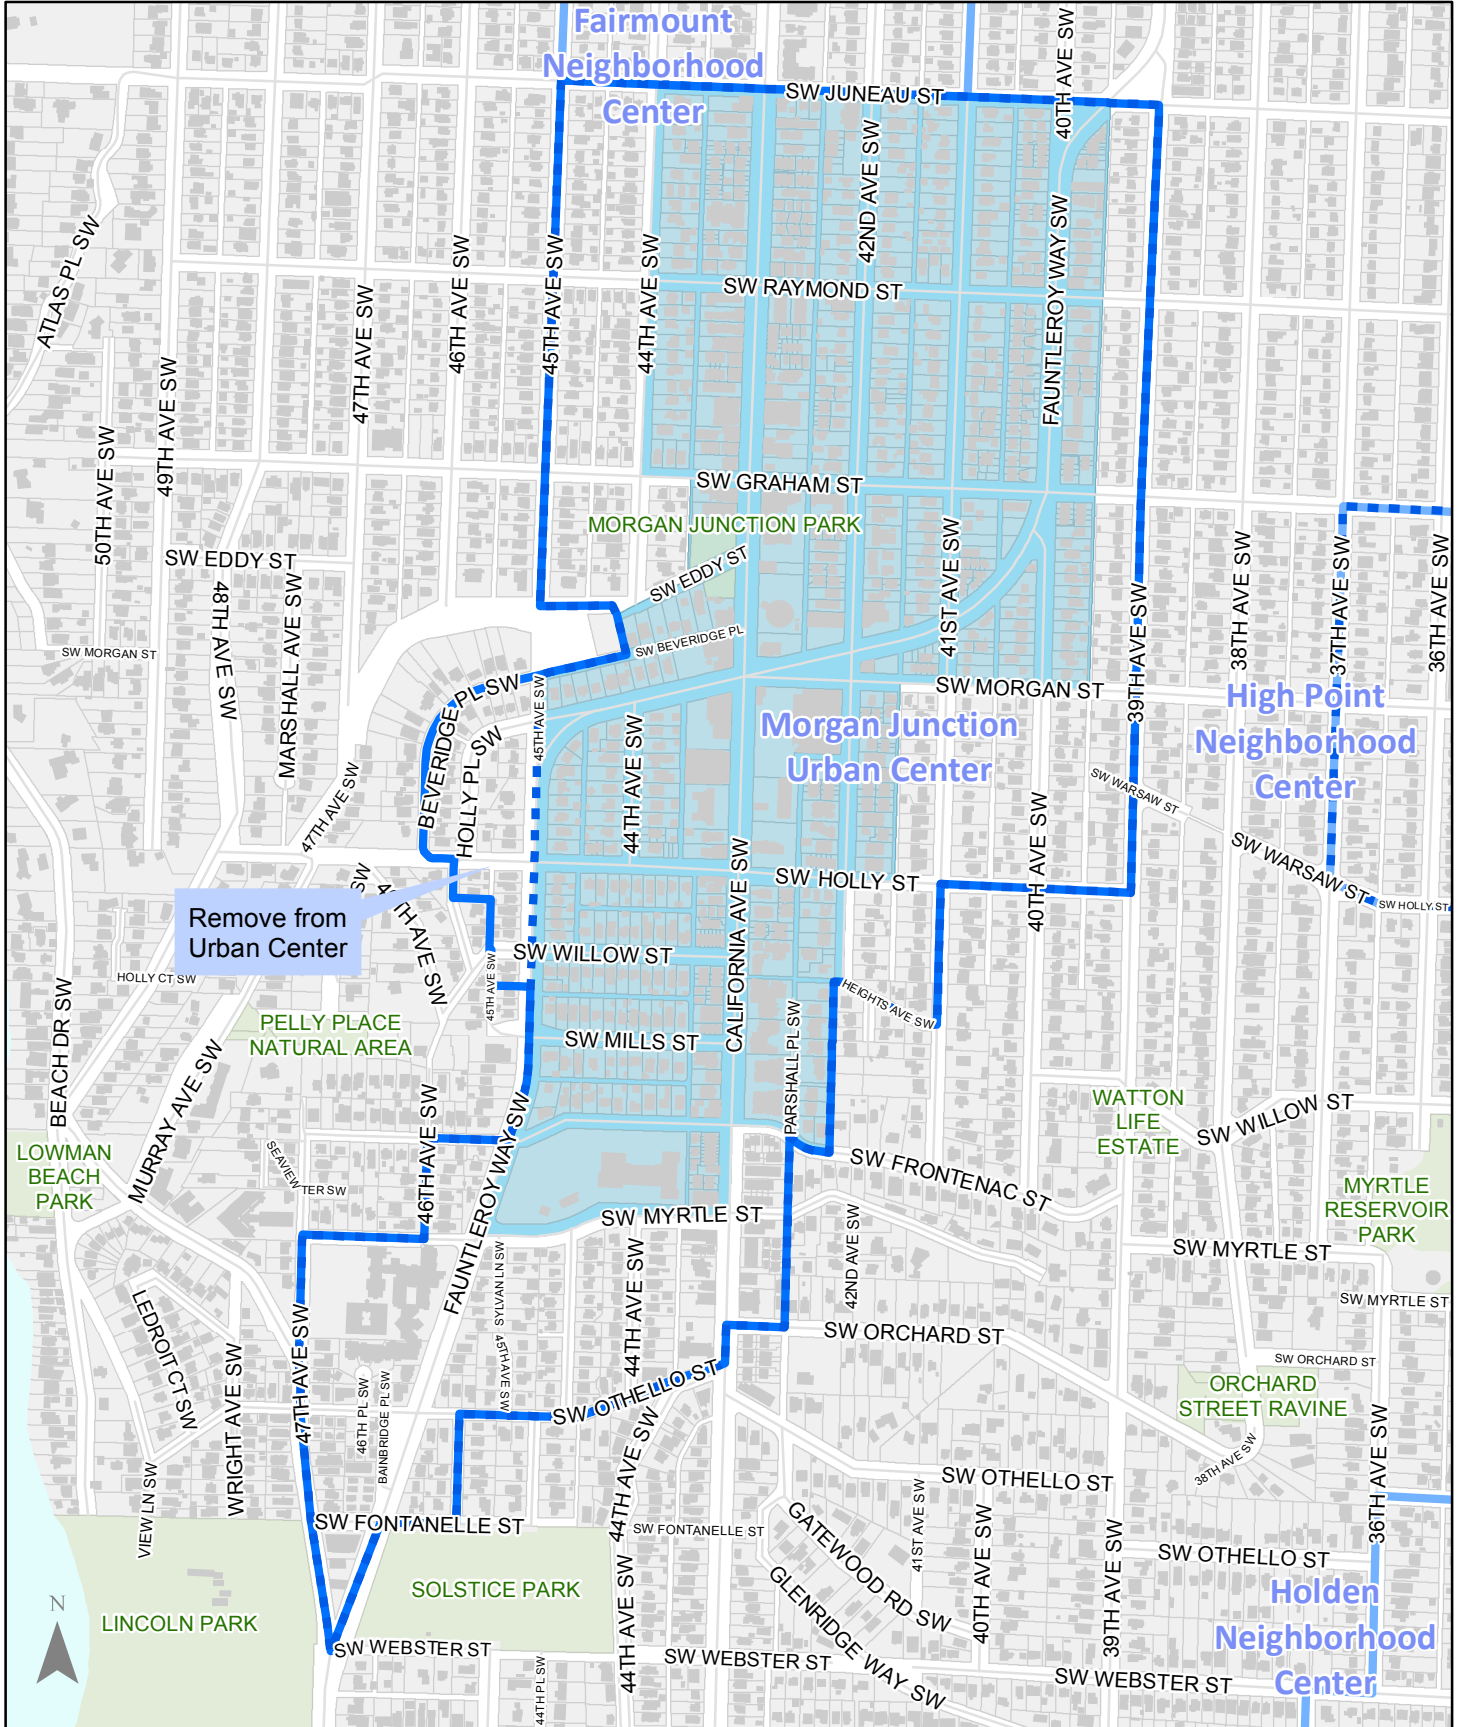 Fairmount
Neighborhood
Center
40TH AVE SW
SW JUNEAU ST
42ND AVE SW
ATLAS PL SW
46TH AVE SW
45TH AVE SW
44TH AVE SW
FAUNTLEROY WAY SW
SW RAYMOND ST
47TH AVE SW
49TH AVE SW
50TH AVE SW
SW GRAHAM ST
MORGAN JUNCTION PARK
SW EDDY ST
SW EDDY ST
41ST AVE SW
38TH AVE SW
37TH AVE SW
36TH AVE SW
48TH AVE SW
MARSHALL AVE SW
39TH AVE SW
SW MORGAN ST
SW BEVERIDGE PL
BEVERIDGE PL SW
45TH AVE SW
SW MORGAN ST
High Point
Neighborhood
Center
Morgan Junction
Urban Center
HOLLY PL SW
44TH AVE SW
47TH AVE SW
SW WARSAW ST
40TH AVE SW
SW WARSAW ST
SW HOLLY ST
SW HOLLY ST
CALIFORNIA AVE SW
Remove from
Urban Center
SW WILLOW ST
HOLLY CT SW
45TH AVE SW
HEIGHTS AVE SW
BEACH DR SW
PELLY PLACE
NATURAL AREA
SW MILLS ST
PARSHALL PL SW
MURRAY AVE SW
46TH AVE SW
WATTON
LIFE
ESTATE
SW WILLOW ST
LOWMAN
BEACH
PARK
SEAVIEW
TER SW
FAUNTLEROY WAY SW
SW FRONTENAC ST
MYRTLE
RESERVOIR
PARK
SW MYRTLE ST
42ND AVE SW
SW MYRTLE ST
SW MYRTLE ST
SYLVAN LN SW
44TH AVE SW
LEDROIT CT SW
47TH AVE SW
SW ORCHARD ST
SW ORCHARD ST
45TH AVE SW
WRIGHT AVE SW
46TH PL SW
BAINBRIDGE PL SW
SW OTHELLO ST
ORCHARD
STREET RAVINE
44TH AVE SW
38TH AVE SW
36TH AVE SW
VIEW LN SW
SW OTHELLO ST
SW FONTANELLE ST
SW FONTANELLE ST
GATEWOOD RD SW
41ST AVE SW
40TH AVE SW
39TH AVE SW
SW OTHELLO ST
SOLSTICE PARK
44TH AVE SW
GLENRIDGE WAY SW
Holden
Neighborhood
Center
N
LINCOLN PARK
SW WEBSTER ST
SW WEBSTER ST
SW WEBSTER ST
44TH PL SW